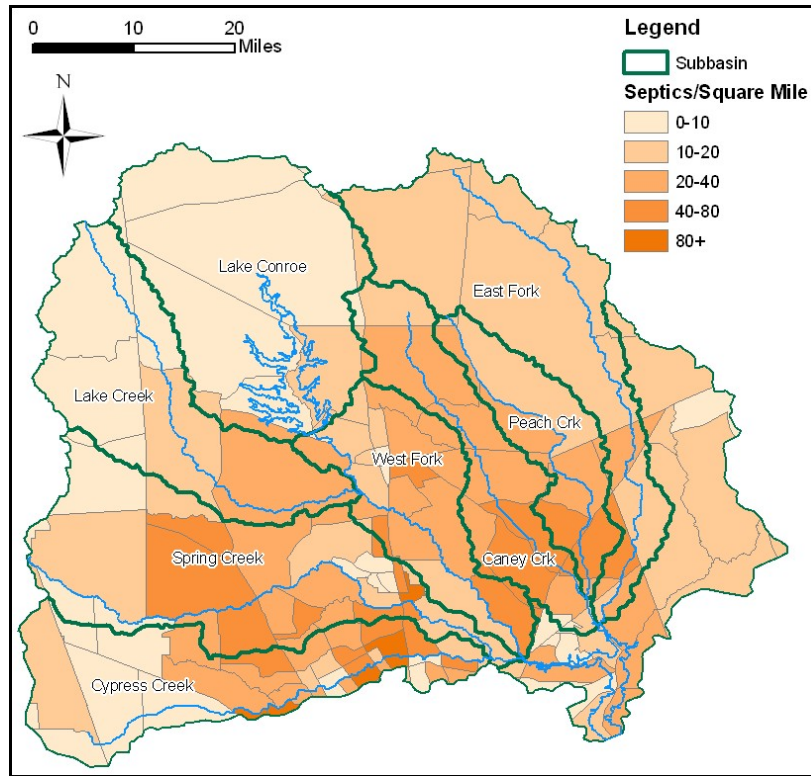 0 10 20
Miles
N
Legend
Subbasin
Septics/Square Mile
0-10
10-20
20-40
40-80
80+
Lake Conroe
East Fork
Lake Creek
Peach Crk
West Fork
Spring Creek
Caney Crk
Cypress Creek